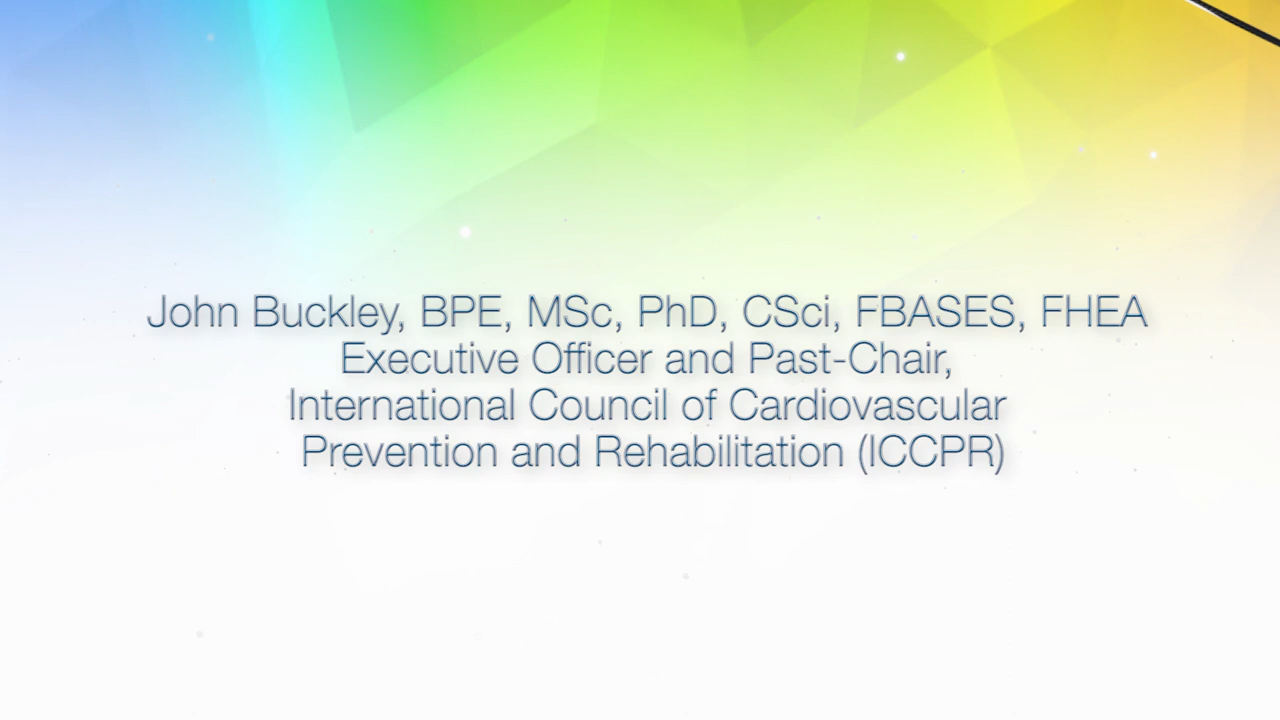 John Buckley, BPE, MSc, PhD, CSci, FBASES, FHEA
Executive Officer and Past-Chair,
International Council of Cardiovascular
Prevention and Rehabilitation (ICCPR)